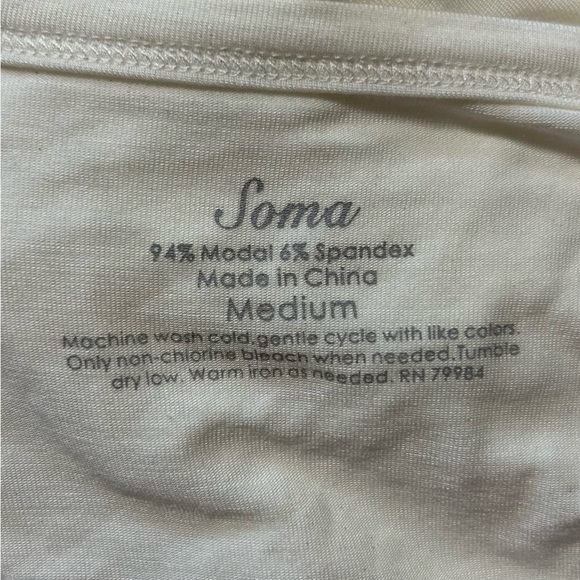 Soma
94% Modal 6% Spandex
Made in China
Medium
Machine wash cold,gentle cycle with like colors.
Only non-chlorine bleach when needed.Tumble
dry low. Warm iron as needed. RN 79984